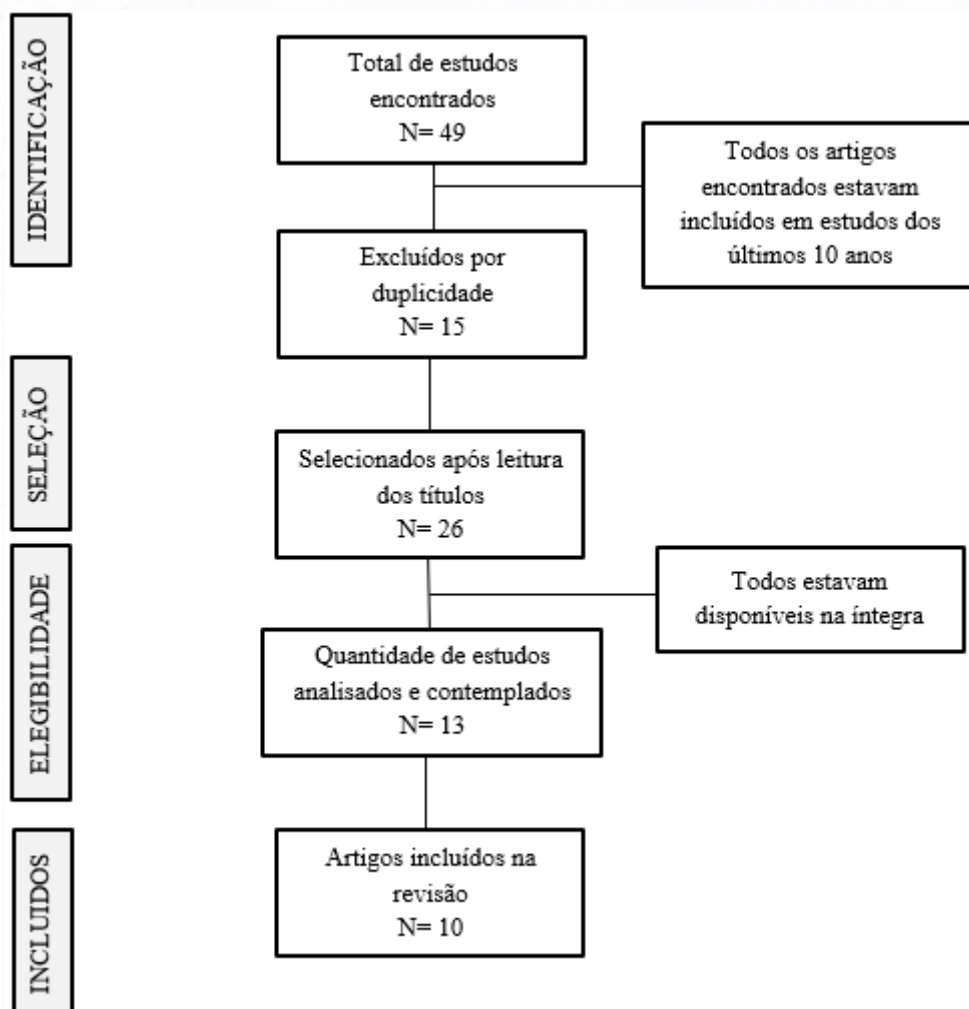 IDENTIFICAÇÃO
Total de estudos
encontrados
N= 49
Todos os artigos
encontrados estavam
incluídos em estudos dos
últimos 10 anos
Excluídos por
duplicidade
N= 15
SELEÇÃO
Selecionados após leitura
dos títulos
N= 26
ELEGIBILIDADE
Todos estavam
disponíveis na íntegra
Quantidade de estudos
analisados e contemplados
N= 13
INCLUIDOS
Artigos incluídos na
revisão
N= 10